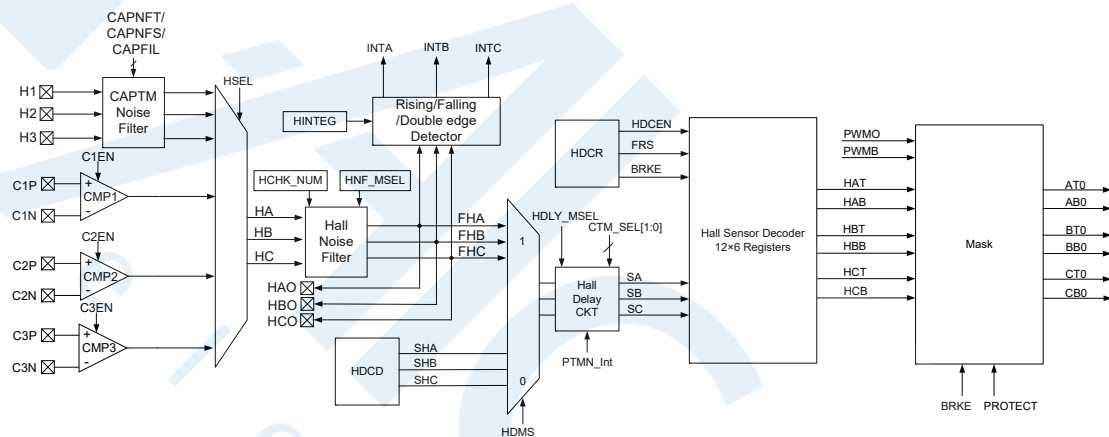 CAPNFT/
CAPNFS/
CAPFIL
H1
H2
H3
CAPTM
Noise
Filter
HSEL
C1EN
C1P
C1N
+
-
CMP1
C2EN
C2P
C2N
+
-
CMP2
C3EN
C3P
C3N
+
-
CMP3
INTA
INTB
INTC
HINTEG
Rising/Falling
/Double edge
Detector
HCHK_NUM
HNF_MSEL
HA
HB
HC
Hall
Noise
Filter
FHA
FHB
FHC
HAO
HBO
HCO
HDCD
SHA
SHB
SHC
1
0
HDMS
HDLY_MSEL
CTM_SEL[1:0]
Hall
Delay
CKT
PTMN_Int
SA
SB
SC
HDCR
HDCEN
FRS
BRKE
Hall Sensor Decoder
12×6 Registers
PWMO
PWMB
HAT
HAB
HBT
HBB
HCT
HCB
Mask
AT0
AB0
BT0
BB0
CT0
CB0
BRKE
PROTECT